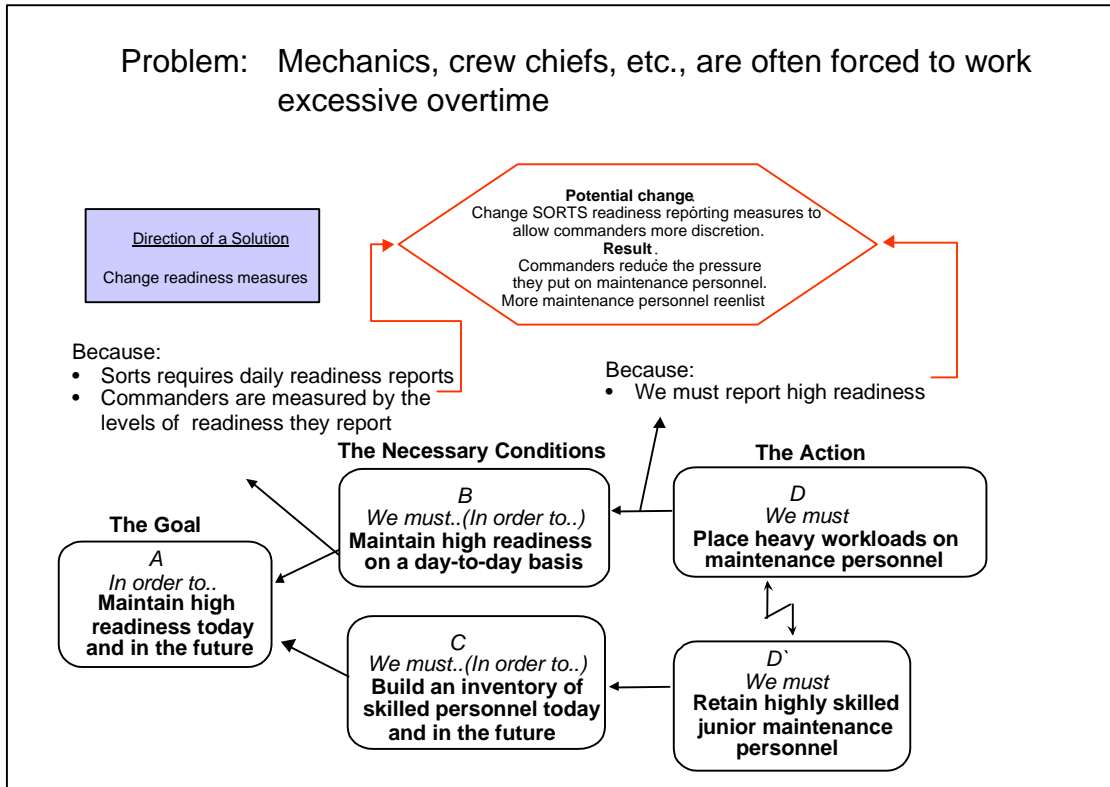 Problem: Mechanics, crew chiefs, etc., are often forced to work
excessive overtime
Direction of a Solution
Change readiness measures
Potential change.
Change SORTS readiness reporting measures to
allow commanders more discretion.
Result.
Commanders reduce the pressure
they put on maintenance personnel.
More maintenance personnel reenlist
Because:
• Sorts requires daily readiness reports
• Commanders are measured by the
levels of readiness they report
Because:
• We must report high readiness
The Necessary Conditions
The Action
The Goal
A
In order to..
Maintain high
readiness today
and in the future
B
We must..(In order to..)
Maintain high readiness
on a day-to-day basis
C
We must..(In order to..)
Build an inventory of
skilled personnel today
and in the future
D
We must
Place heavy workloads on
maintenance personnel
D`
We must
Retain highly skilled
junior maintenance
personnel